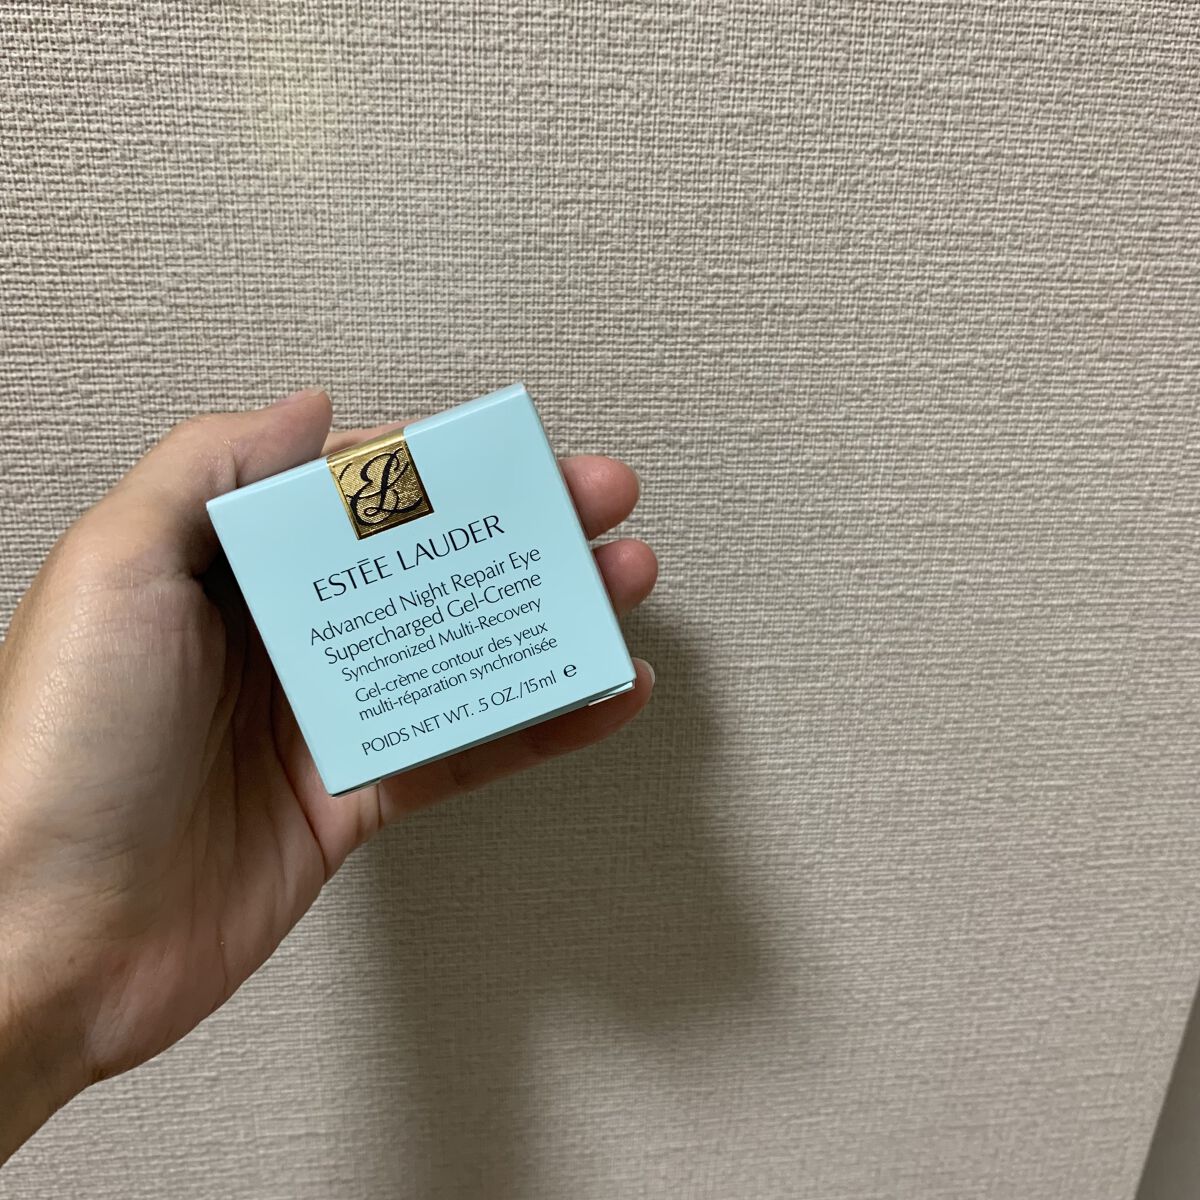 EL
ESTĒE LAUDER
Advanced Night Repair Eye
Supercharged Gel-Creme
Synchronized Multi-Recovery
Gel-crème contour des yeux
multi-réparation synchronisée
POIDS NET WT. .5 OZ./15ml ℮